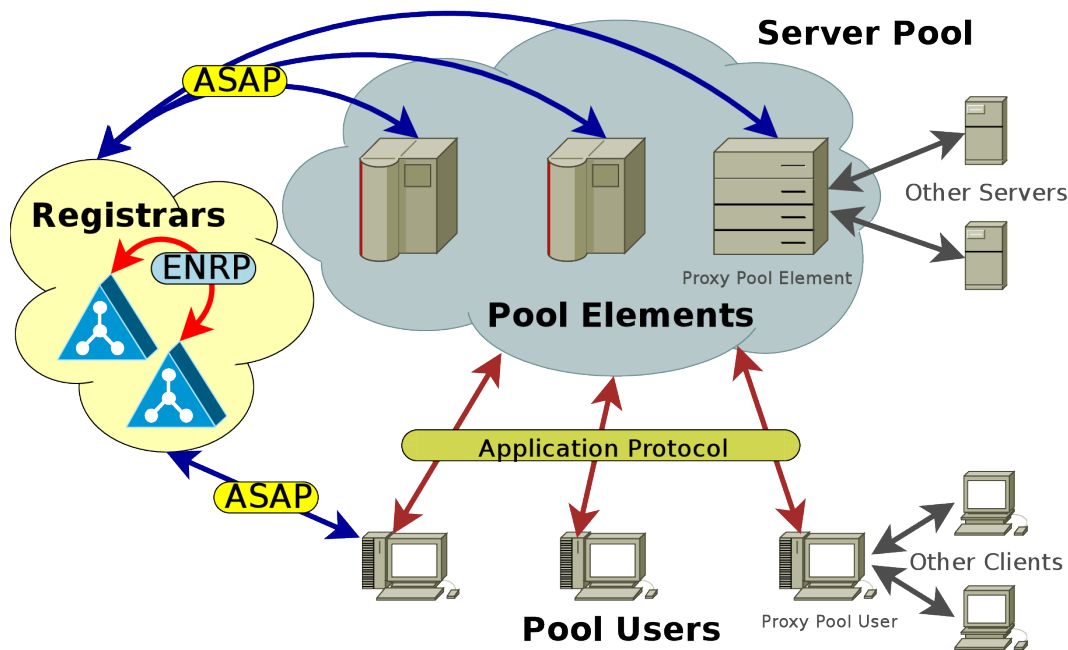 Server Pool
ASAP
Other Servers
Registrars
ENRP
Proxy Pool Element
Pool Elements
Application Protocol
ASAP
Other Clients
Proxy Pool User
Pool Users